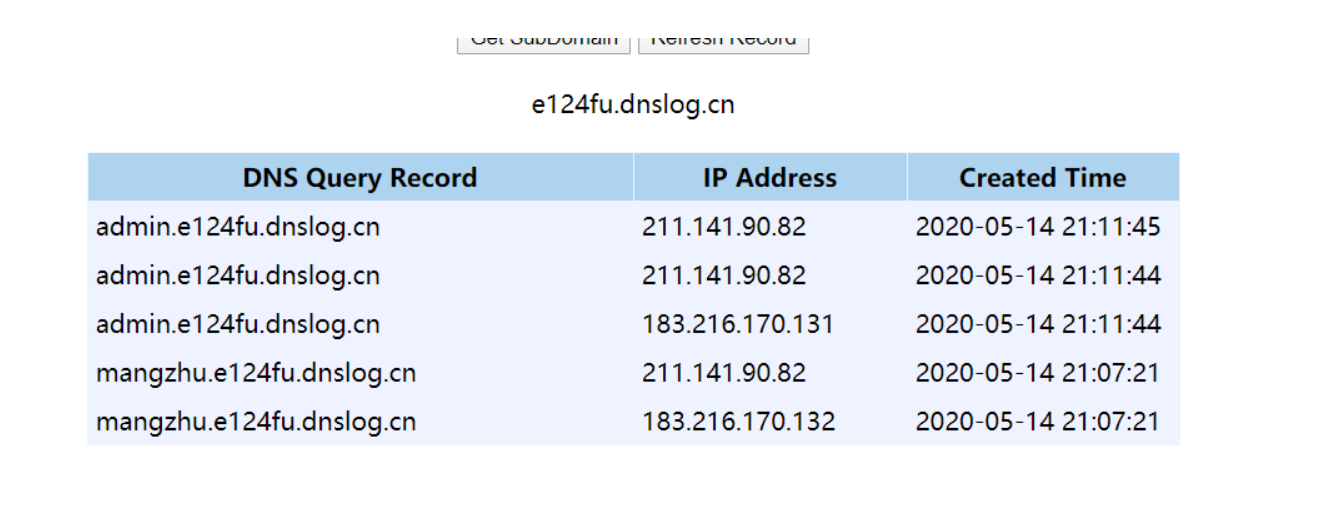 Get SubDomain Refresh Record
e124fu.dnslog.cn
DNS Query Record IP Address Created Time
admin.e124fu.dnslog.cn 211.141.90.82 2020-05-14 21:11:45
admin.e124fu.dnslog.cn 211.141.90.82 2020-05-14 21:11:44
admin.e124fu.dnslog.cn 183.216.170.131 2020-05-14 21:11:44
mangzhu.e124fu.dnslog.cn 211.141.90.82 2020-05-14 21:07:21
mangzhu.e124fu.dnslog.cn 183.216.170.132 2020-05-14 21:07:21